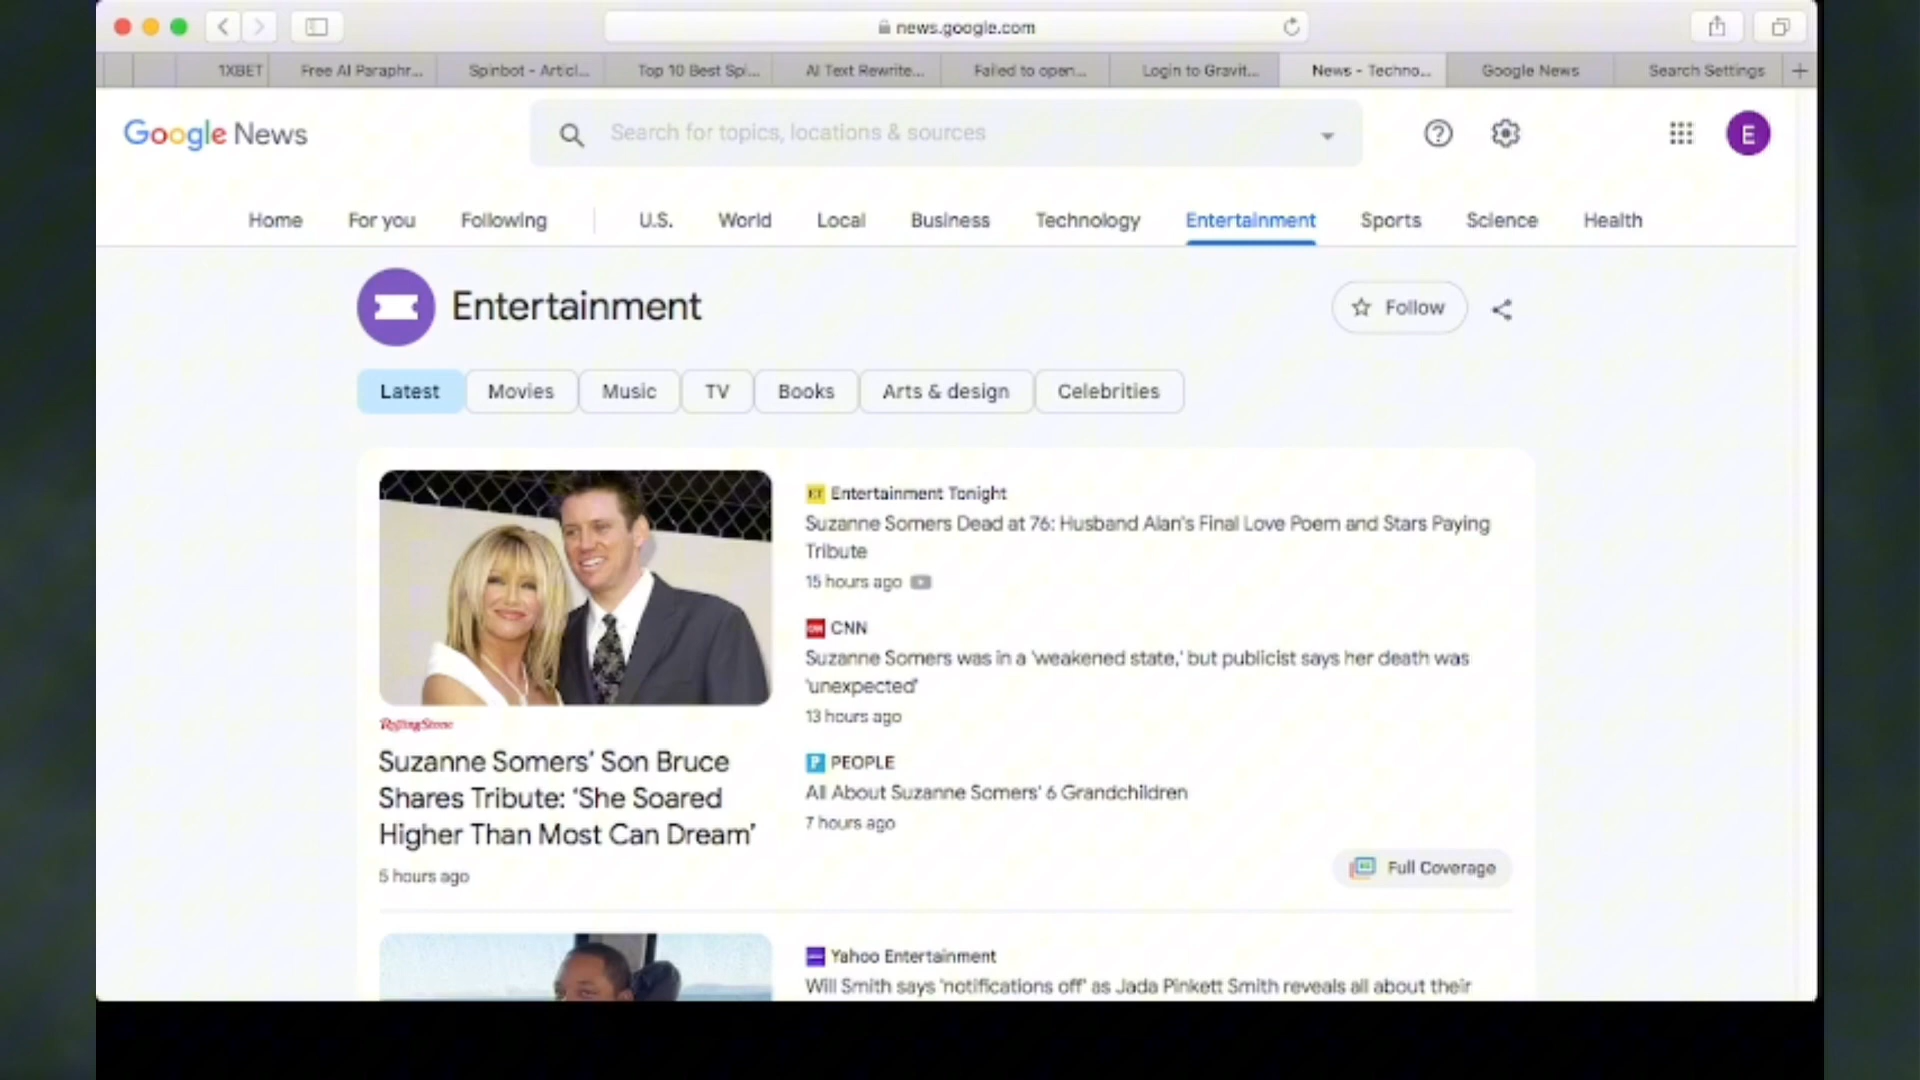 news.google.com
1XBET
Free AI Paraphr...
Spinbot - Articl...
Top 10 Best Spi...
AI Text Rewrite...
Failed to open...
Login to Gravit...
News - Techno...
Google News
Search Settings
Google News
Search for topics, locations & sources
E
Home
For you
Following
U.S.
World
Local
Business
Technology
Entertainment
Sports
Science
Health
Entertainment
Follow
Latest
Movies
Music
TV
Books
Arts & design
Celebrities
RollingStone
Suzanne Somers’ Son Bruce
Shares Tribute: ‘She Soared
Higher Than Most Can Dream’
5 hours ago
ET Entertainment Tonight
Suzanne Somers Dead at 76: Husband Alan's Final Love Poem and Stars Paying
Tribute
15 hours ago
CNN CNN
Suzanne Somers was in a 'weakened state,' but publicist says her death was
'unexpected'
13 hours ago
P PEOPLE
All About Suzanne Somers' 6 Grandchildren
7 hours ago
Full Coverage
Yahoo Entertainment
Will Smith says 'notifications off' as Jada Pinkett Smith reveals all about their